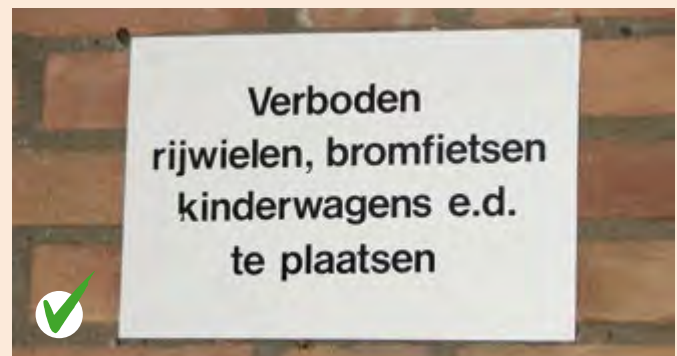 Verboden
rijwielen, bromfietsen
kinderwagens e.d.
te plaatsen